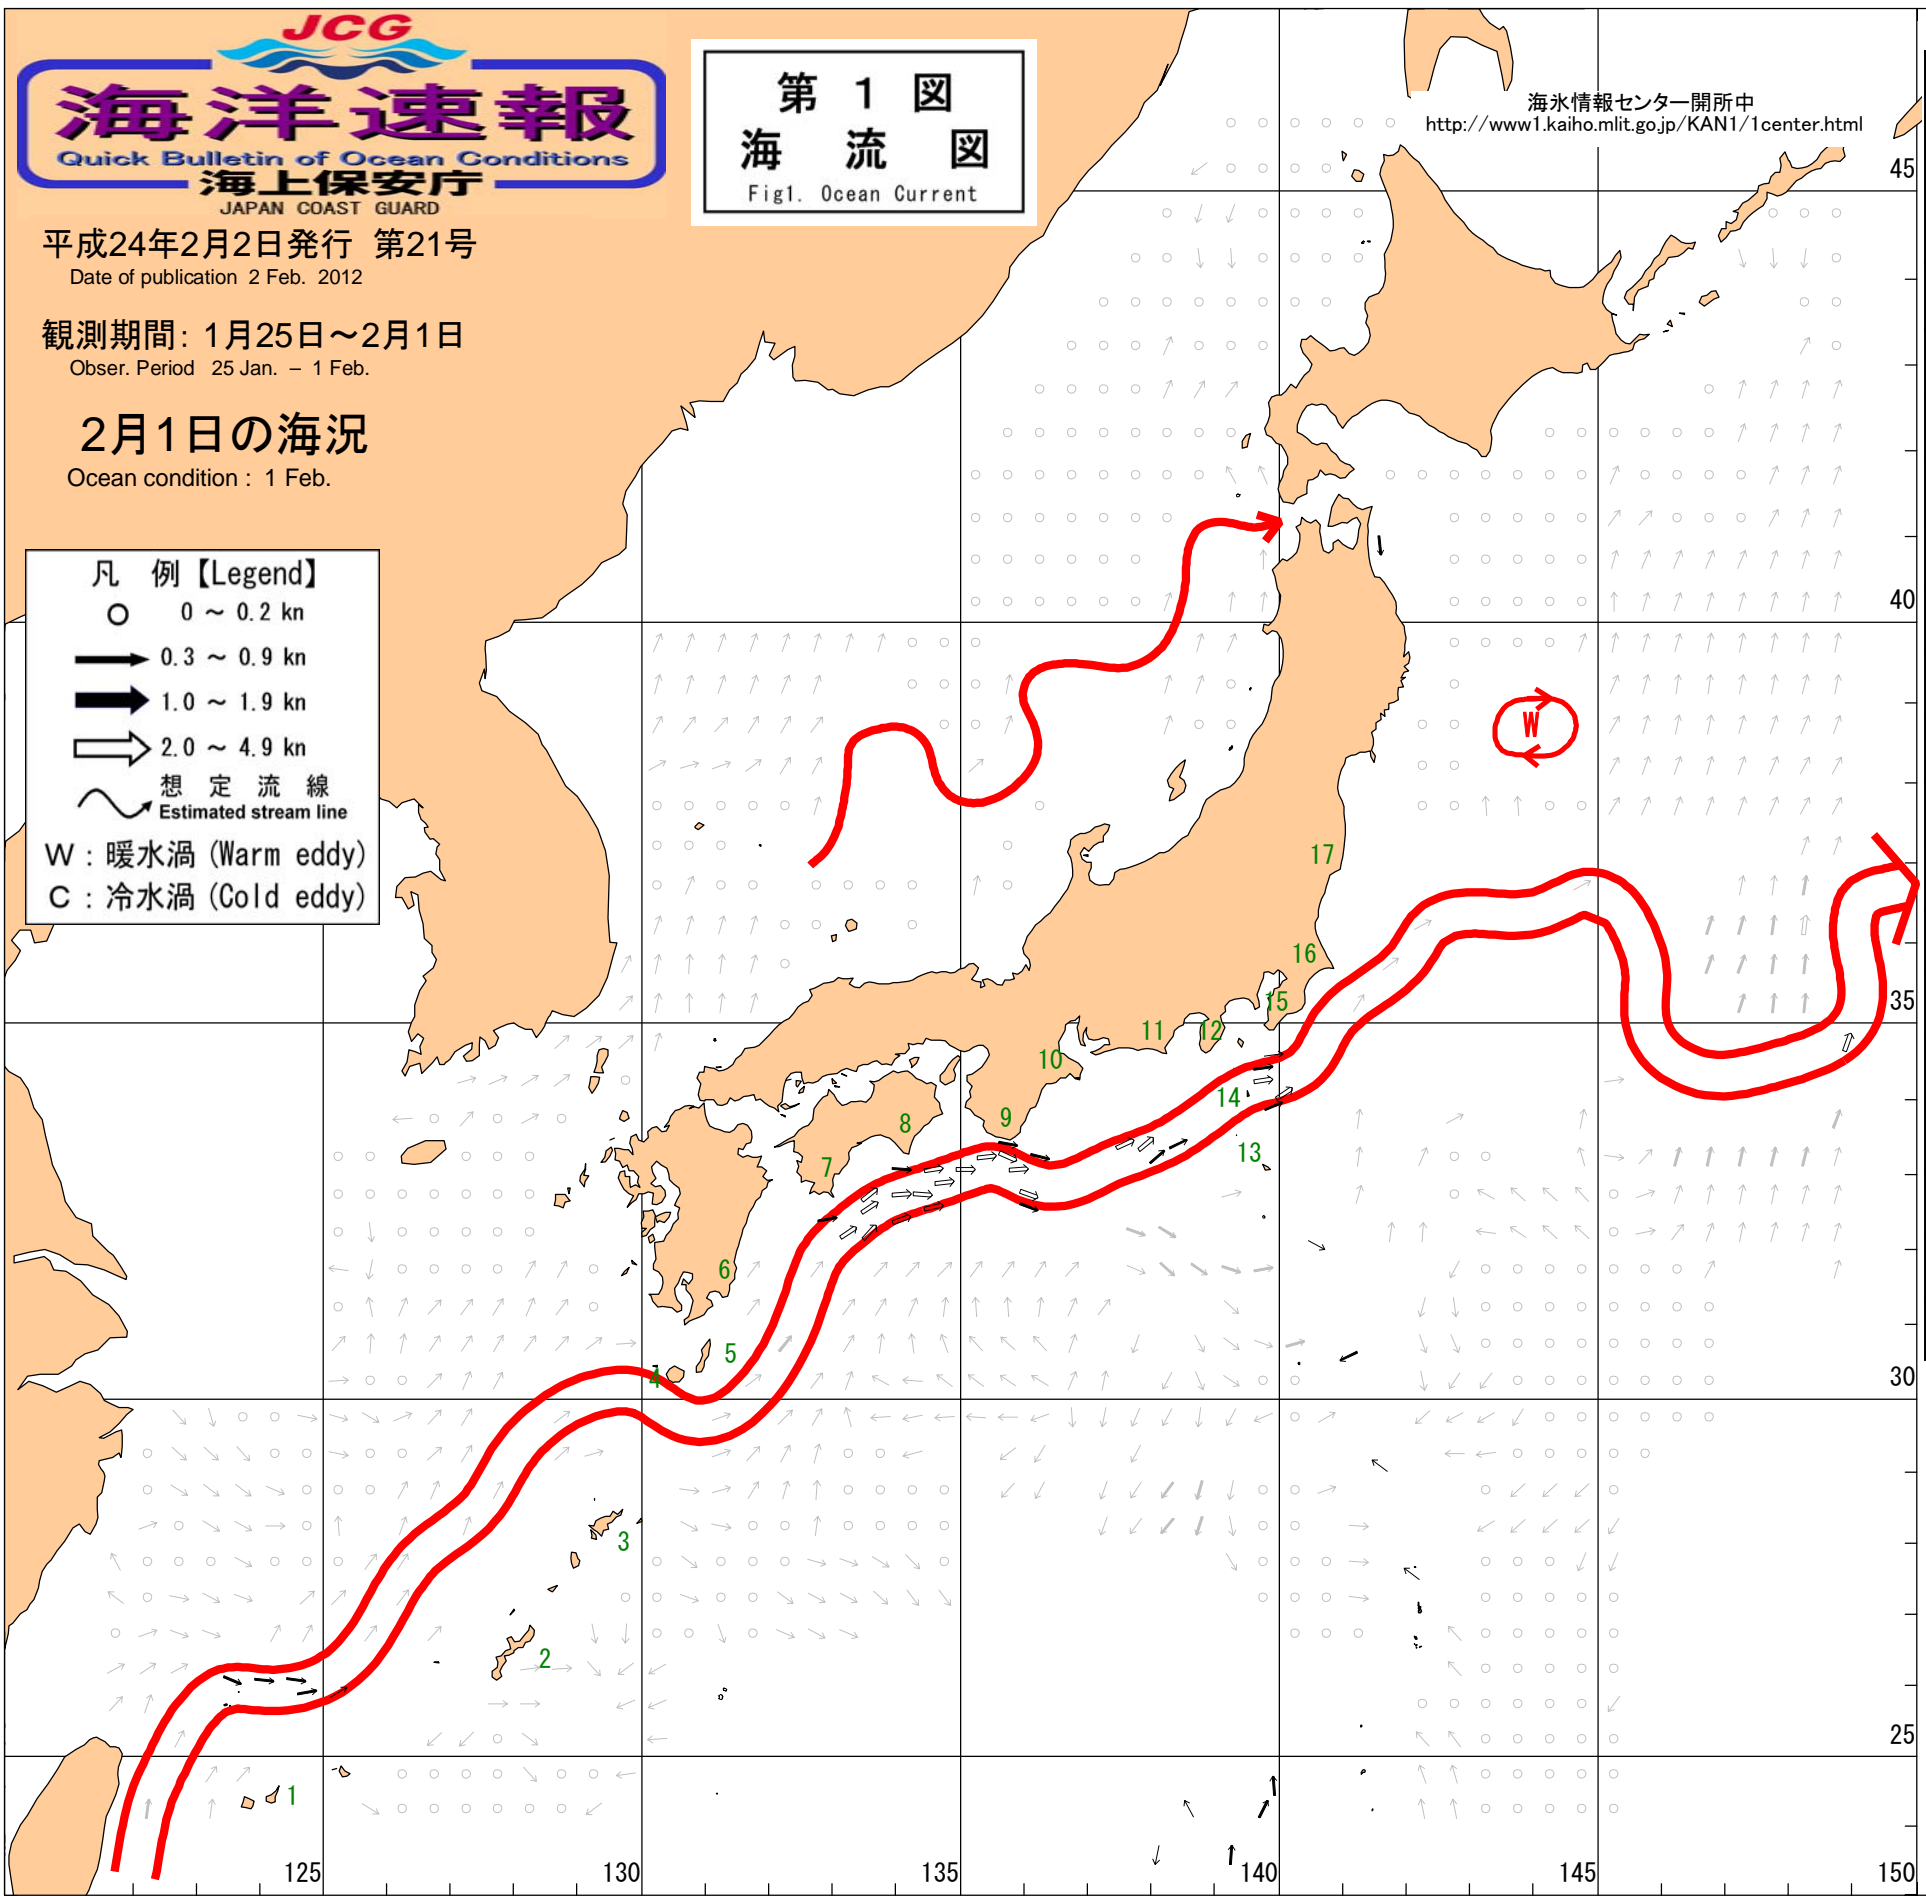 JCG
海洋速報
Quick Bulletin of Ocean Conditions
海上保安庁
JAPAN COAST GUARD
平成24年2月2日発行 第21号
Date of publication 2 Feb. 2012
観測期間: 1月25日～2月1日
Obser. Period 25 Jan. – 1 Feb.
2月1日の海況
Ocean condition : 1 Feb.
第 1 図
海 流 図
Fig1. Ocean Current
海氷情報センター開所中
http://www1.kaiho.mlit.go.jp/KAN1/1center.html
凡 例【Legend】
0 ～ 0.2 kn
0.3 ～ 0.9 kn
1.0 ～ 1.9 kn
2.0 ～ 4.9 kn
想 定 流 線
Estimated stream line
W : 暖水渦 (Warm eddy)
C : 冷水渦 (Cold eddy)
45
40
W
17
16
35
15
12
11
10
14
9
8
13
7
6
5
4
30
3
2
25
1
125
130
135
140
145
150